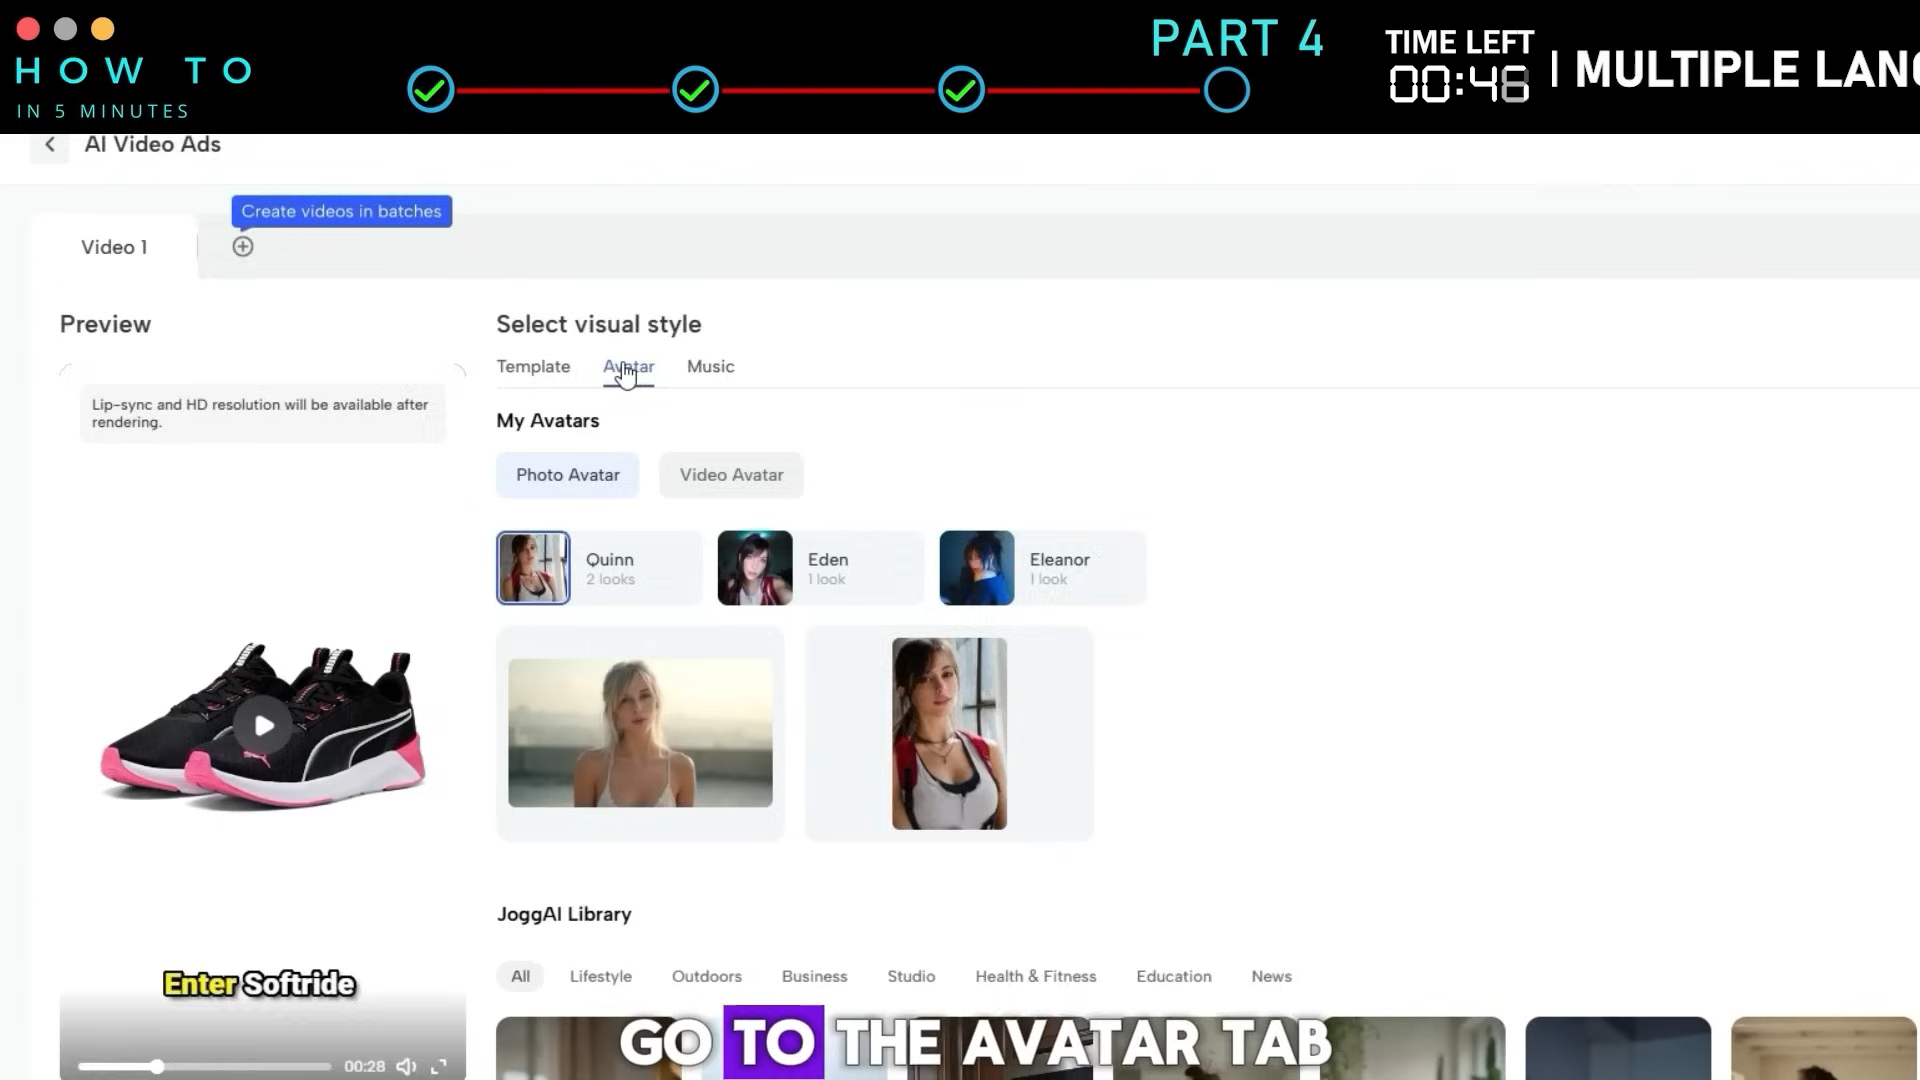 HOW TO
IN 5 MINUTES
PART 4
TIME LEFT
00:48
| MULTIPLE LANG
AI Video Ads
Create videos in batches
Video 1
Preview
Select visual style
Template
Avatar
Music
Lip-sync and HD resolution will be available after
rendering.
My Avatars
Photo Avatar
Video Avatar
Quinn
2 looks
Eden
1 look
Eleanor
1 look
JoggAI Library
All
Lifestyle
Outdoors
Business
Studio
Health & Fitness
Education
News
Enter Softride
00:28
GO TO THE AVATAR TAB